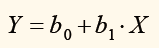 Y = b₀ + b₁ · X